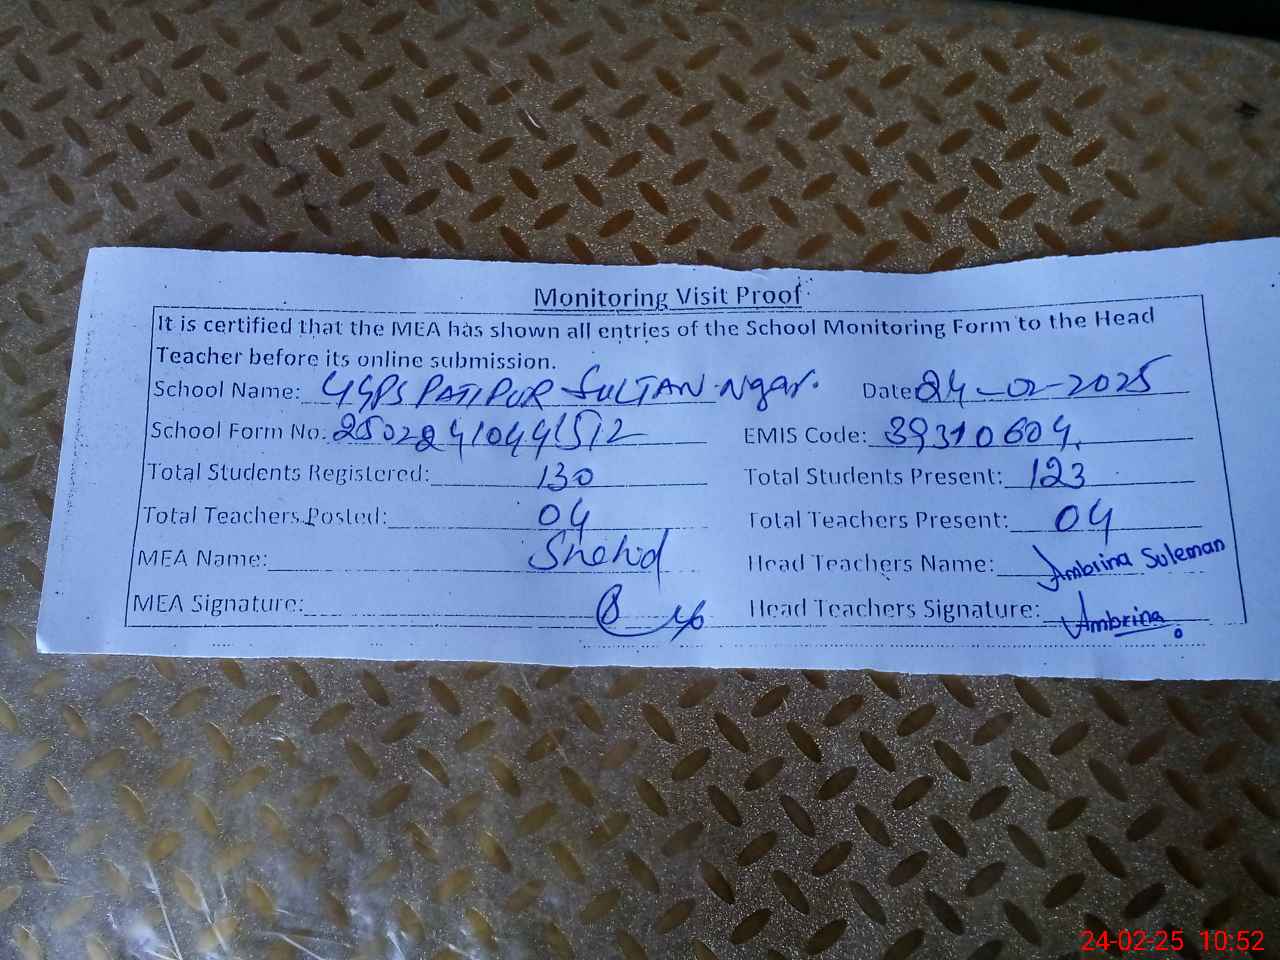 Monitoring Visit Proof
It is certified that the MEA has shown all entries of the School Monitoring Form to the Head
Teacher before its online submission.
School Name: GGPS PATIPUR SULTAN Ngar. Date 24-02-2025
School Form No: 25022410441512 EMIS Code: 39310604
Total Students Registered: 130 Total Students Present: 123
Total Teachers Posted: 04 Total Teachers Present: 04
MEA Name: Shahid Head Teachers Name: Ambrina Suleman
MEA Signature: Head Teachers Signature: Ambrina
24-02-25 10:52